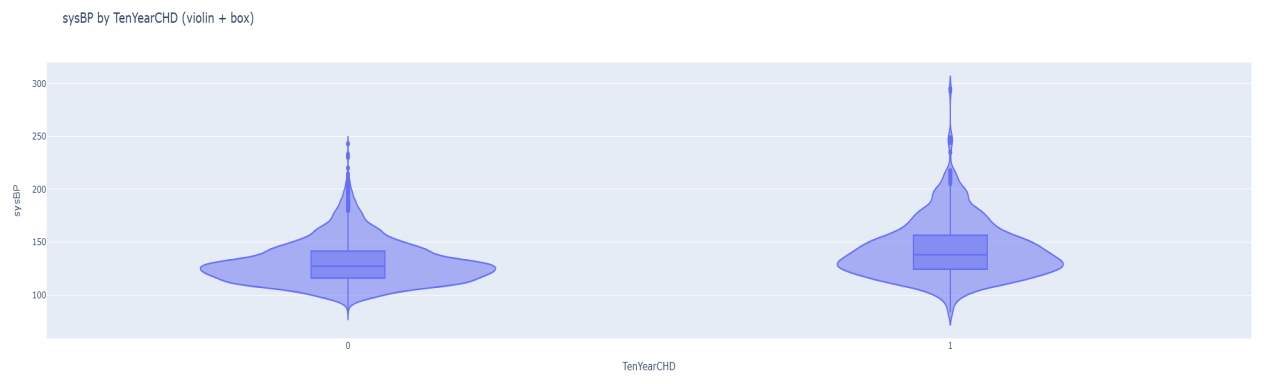 sysBP by TenYearCHD (violin + box)
300
250
200
150
100
sysBP
0
1
TenYearCHD